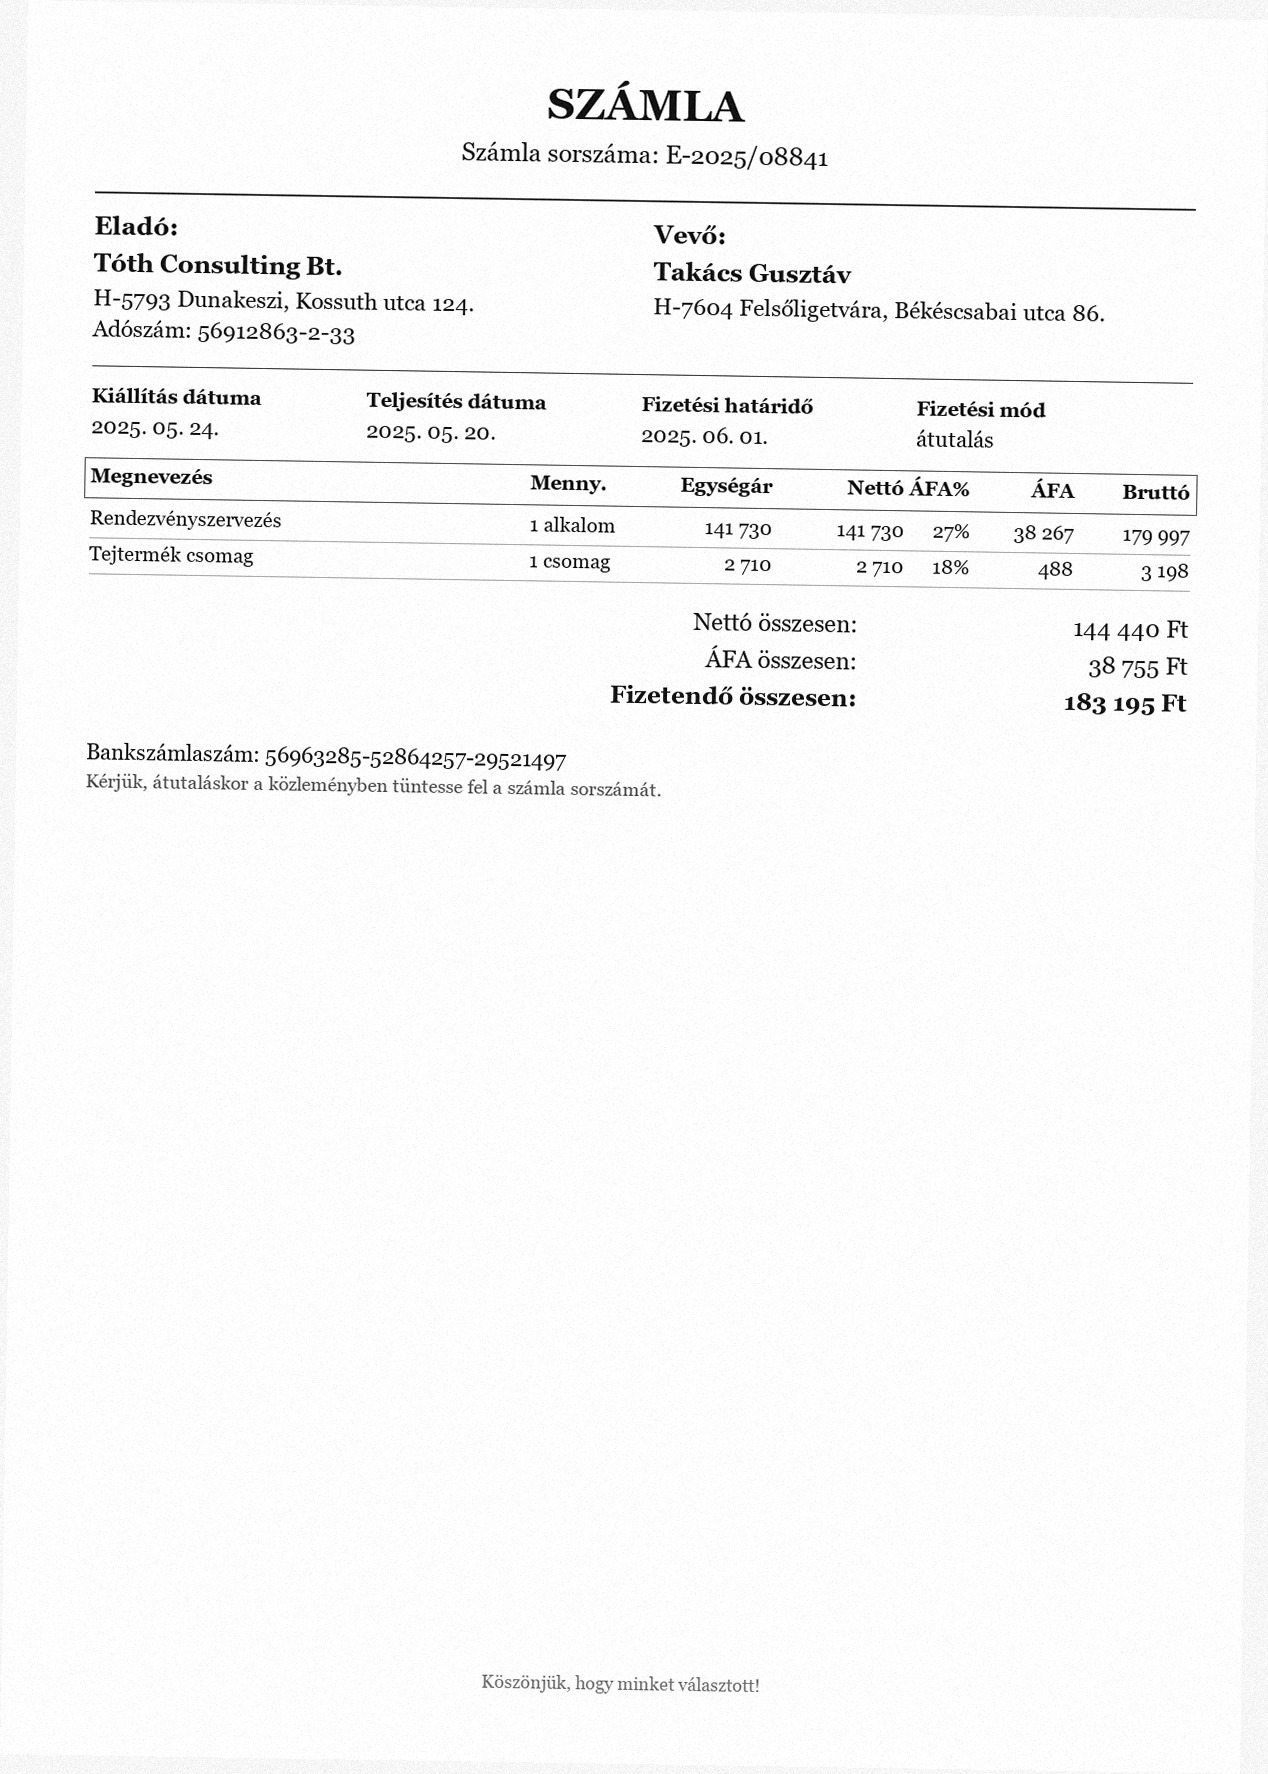 SZÁMLA
Számla sorszáma: E-2025/08841
Eladó:
Tóth Consulting Bt.
H-5793 Dunakeszi, Kossuth utca 124.
Adószám: 56912863-2-33
Vevő:
Takács Gusztáv
H-7604 Felsőligetvára, Békéscsabai utca 86.
Kiállítás dátuma Teljesítés dátuma Fizetési határidő Fizetési mód
2025. 05. 24. 2025. 05. 20. 2025. 06. 01. átutalás
Megnevezés Menny. Egységár Nettó ÁFA% ÁFA Bruttó
Rendezvényszervezés 1 alkalom 141 730 141 730 27% 38 267 179 997
Tejtermék csomag 1 csomag 2 710 2 710 18% 488 3 198
Nettó összesen: 144 440 Ft
ÁFA összesen: 38 755 Ft
Fizetendő összesen: 183 195 Ft
Bankszámlaszám: 56963285-52864257-29521497
Kérjük, átutaláskor a közleményben tüntesse fel a számla sorszámát.
Köszönjük, hogy minket választott!